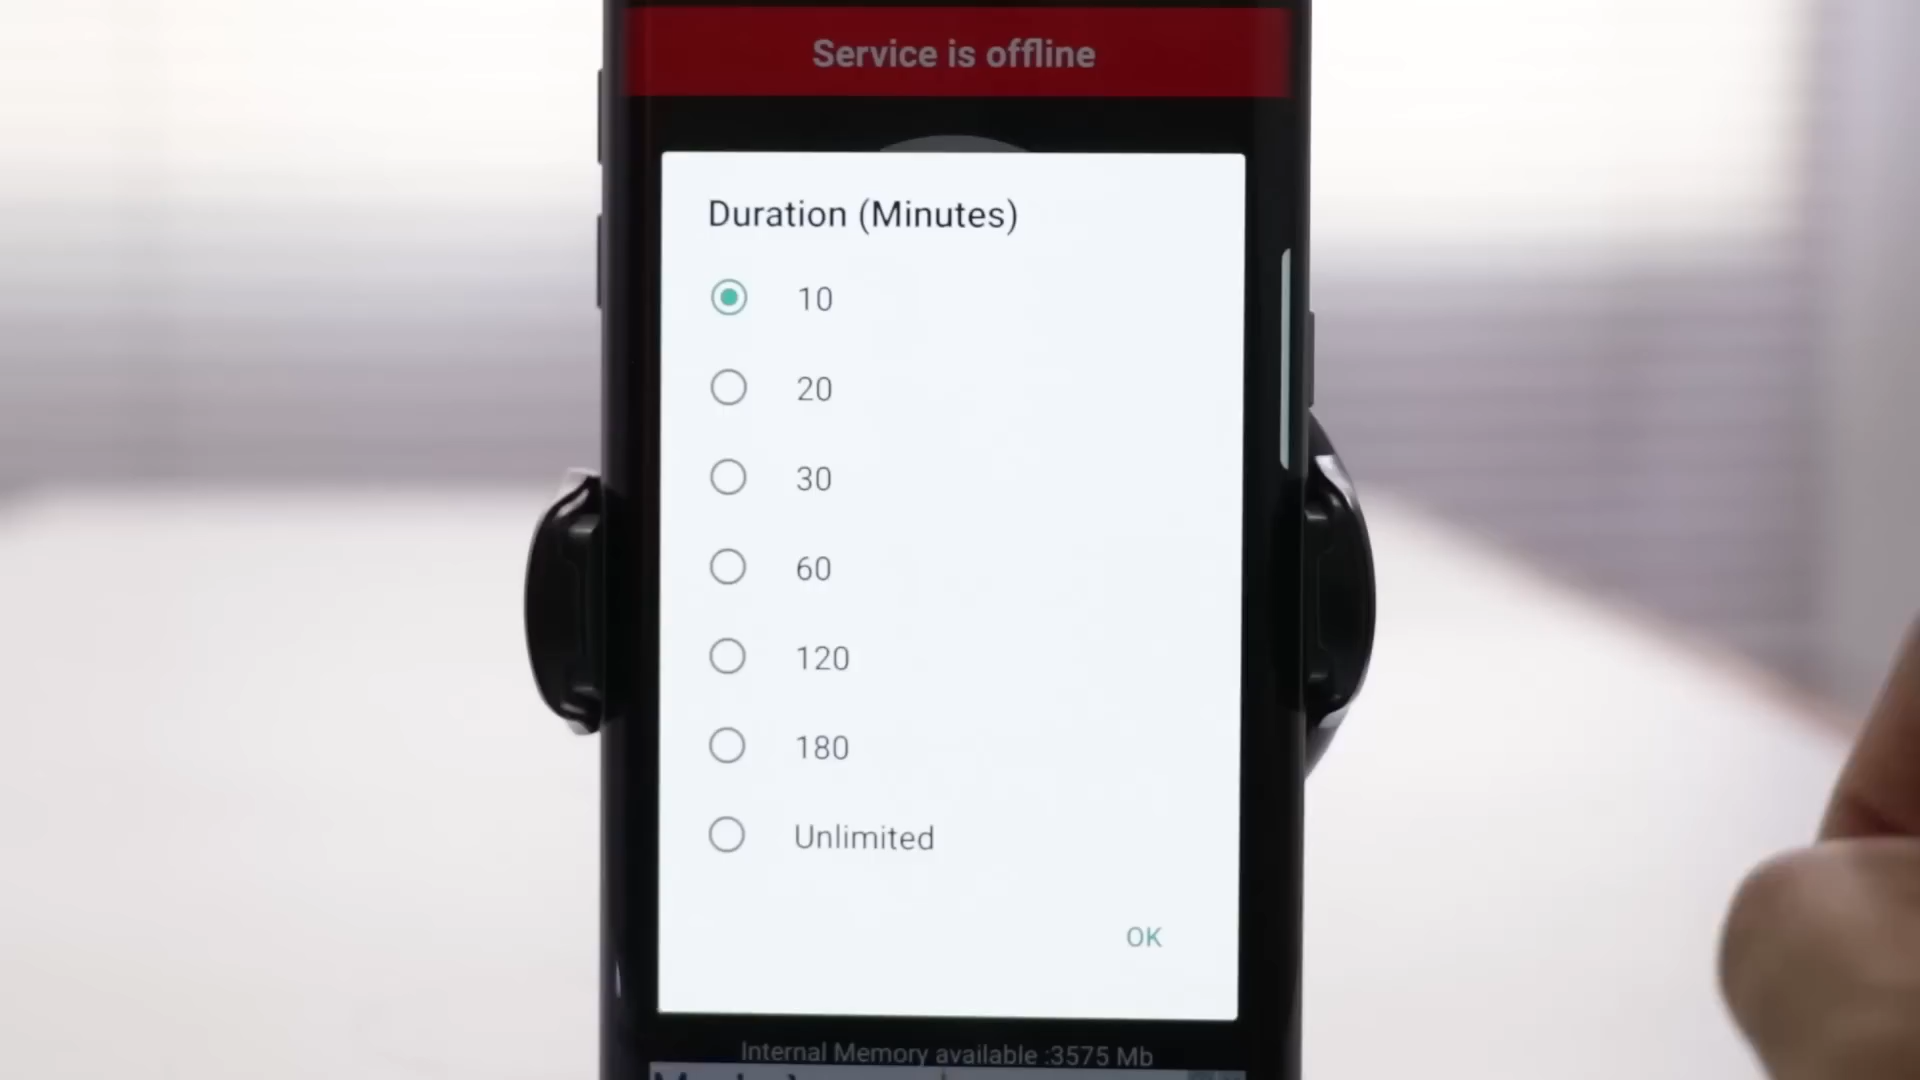 Service is offline
Duration (Minutes)
10
20
30
60
120
180
Unlimited
OK
Internal Memory available :3575 Mb